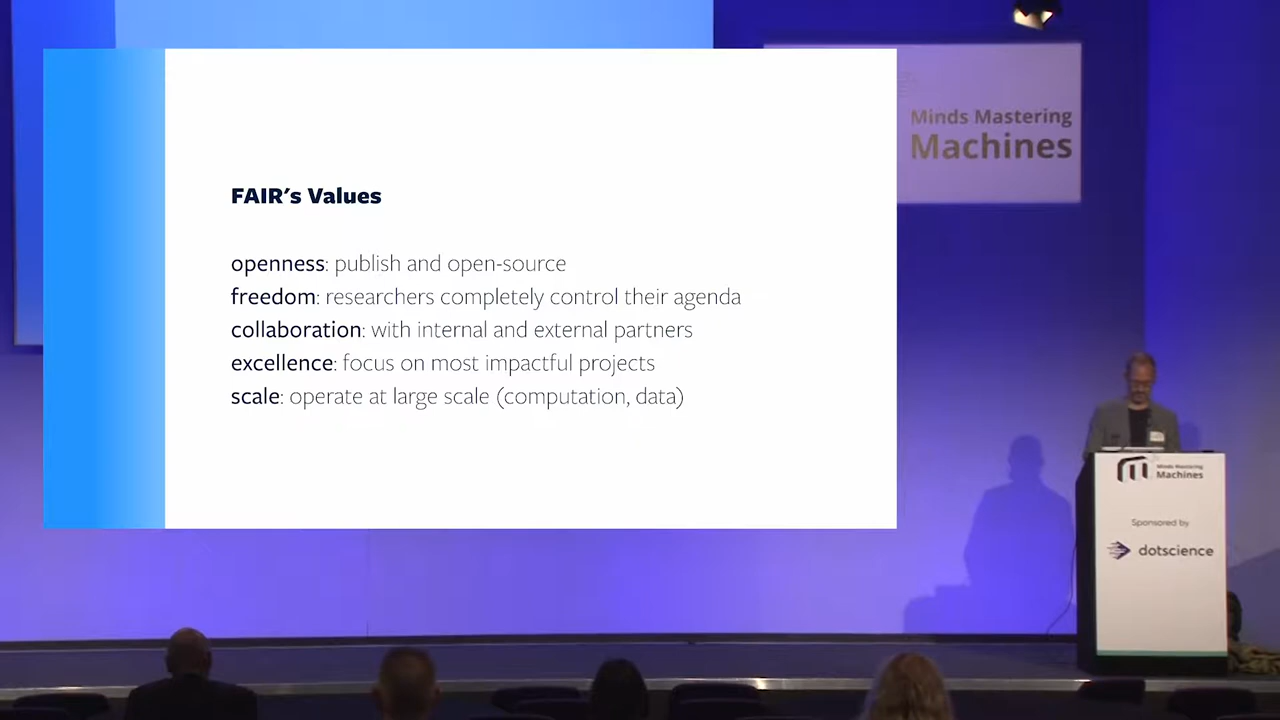 FAIR's Values
openness: publish and open-source
freedom: researchers completely control their agenda
collaboration: with internal and external partners
excellence: focus on most impactful projects
scale: operate at large scale (computation, data)
Minds Mastering
Machines
Minds Mastering
Machines
Sponsored by
dotscience